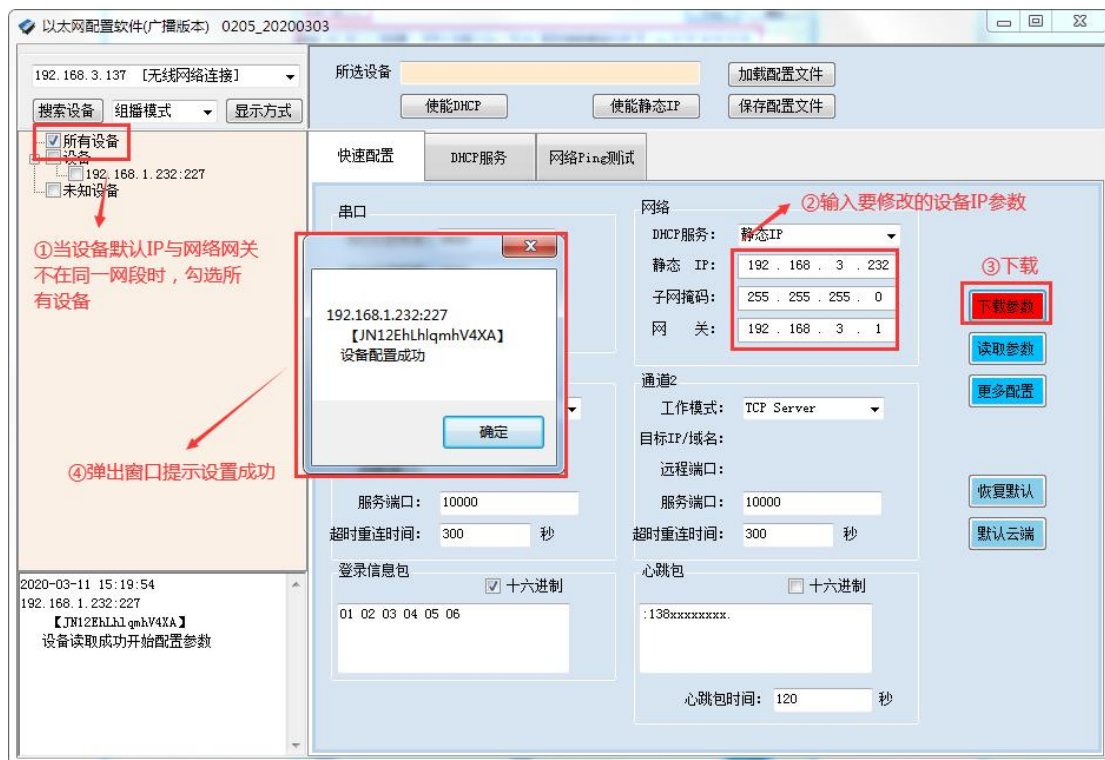 以太网配置软件(广播版本) 0205_20200303
192.168.3.137 [无线网络连接]
搜索设备 组播模式 显示方式
所选设备
加载配置文件
使能DHCP 使能静态IP 保存配置文件
所有设备
设备
192.168.1.232:227
未知设备
①当设备默认IP与网络网关
不在同一网段时，勾选所
有设备
④弹出窗口提示设置成功
2020-03-11 15:19:54
192.168.1.232:227
【JN12EhLhlqmhV4XA】
设备读取成功开始配置参数
快速配置 DHCP服务 网络Ping测试
串口
192.168.1.232:227
【JN12EhLhlqmhV4XA】
设备配置成功
确定
服务端口： 10000
超时重连时间： 300 秒
登录信息包
十六进制
01 02 03 04 05 06
网络
②输入要修改的设备IP参数
DHCP服务： 静态IP
静态 IP： 192 . 168 . 3 . 232
子网掩码： 255 . 255 . 255 . 0
网 关： 192 . 168 . 3 . 1
通道2
工作模式： TCP Server
目标IP/域名：
远程端口：
服务端口： 10000
超时重连时间： 300 秒
心跳包
十六进制
:138xxxxxxxx.
心跳包时间： 120 秒
③下载
下载参数
读取参数
更多配置
恢复默认
默认云端